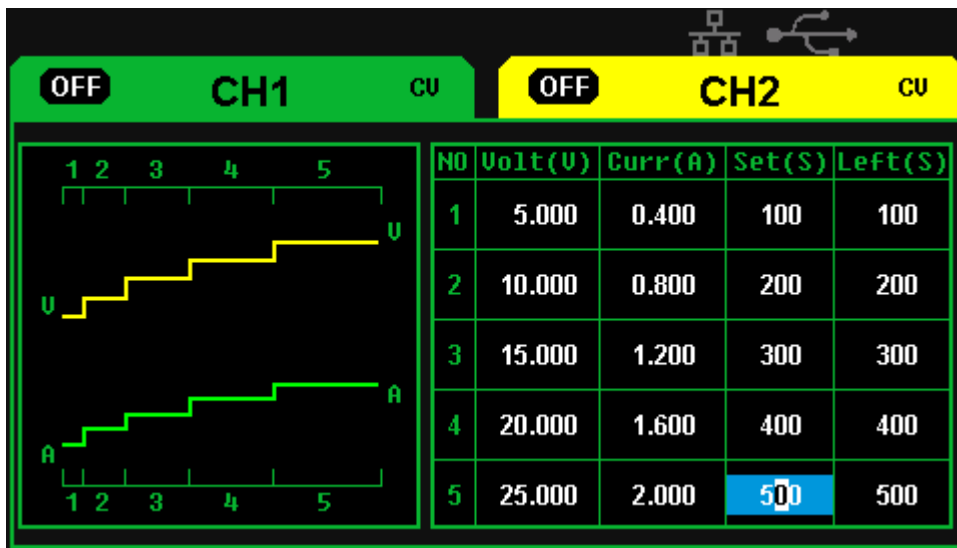 OFF CH1 CV OFF CH2 CV
1 2 3 4 5
V
V
A
A
1 2 3 4 5
NO Volt(V) Curr(A) Set(S) Left(S)
1 5.000 0.400 100 100
2 10.000 0.800 200 200
3 15.000 1.200 300 300
4 20.000 1.600 400 400
5 25.000 2.000 500 500